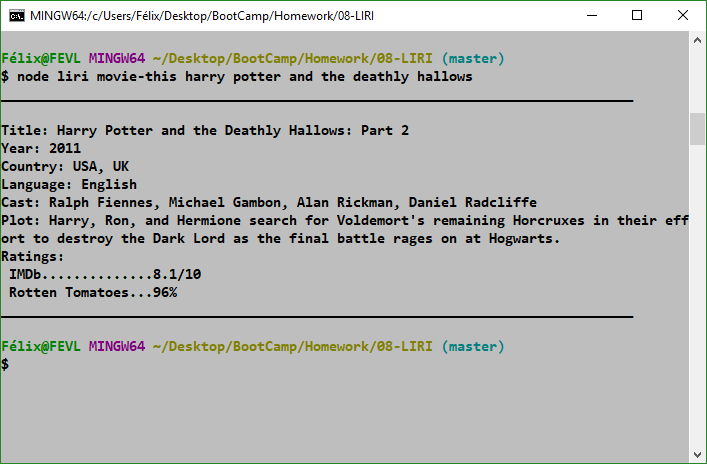 MINGW64:/c/Users/Félix/Desktop/BootCamp/Homework/08-LIRI
Félix@FEVL MINGW64 ~/Desktop/BootCamp/Homework/08-LIRI (master)
$ node liri movie-this harry potter and the deathly hallows
Title: Harry Potter and the Deathly Hallows: Part 2
Year: 2011
Country: USA, UK
Language: English
Cast: Ralph Fiennes, Michael Gambon, Alan Rickman, Daniel Radcliffe
Plot: Harry, Ron, and Hermione search for Voldemort's remaining Horcruxes in their eff
ort to destroy the Dark Lord as the final battle rages on at Hogwarts.
Ratings:
 IMDb..............8.1/10
 Rotten Tomatoes...96%
Félix@FEVL MINGW64 ~/Desktop/BootCamp/Homework/08-LIRI (master)
$